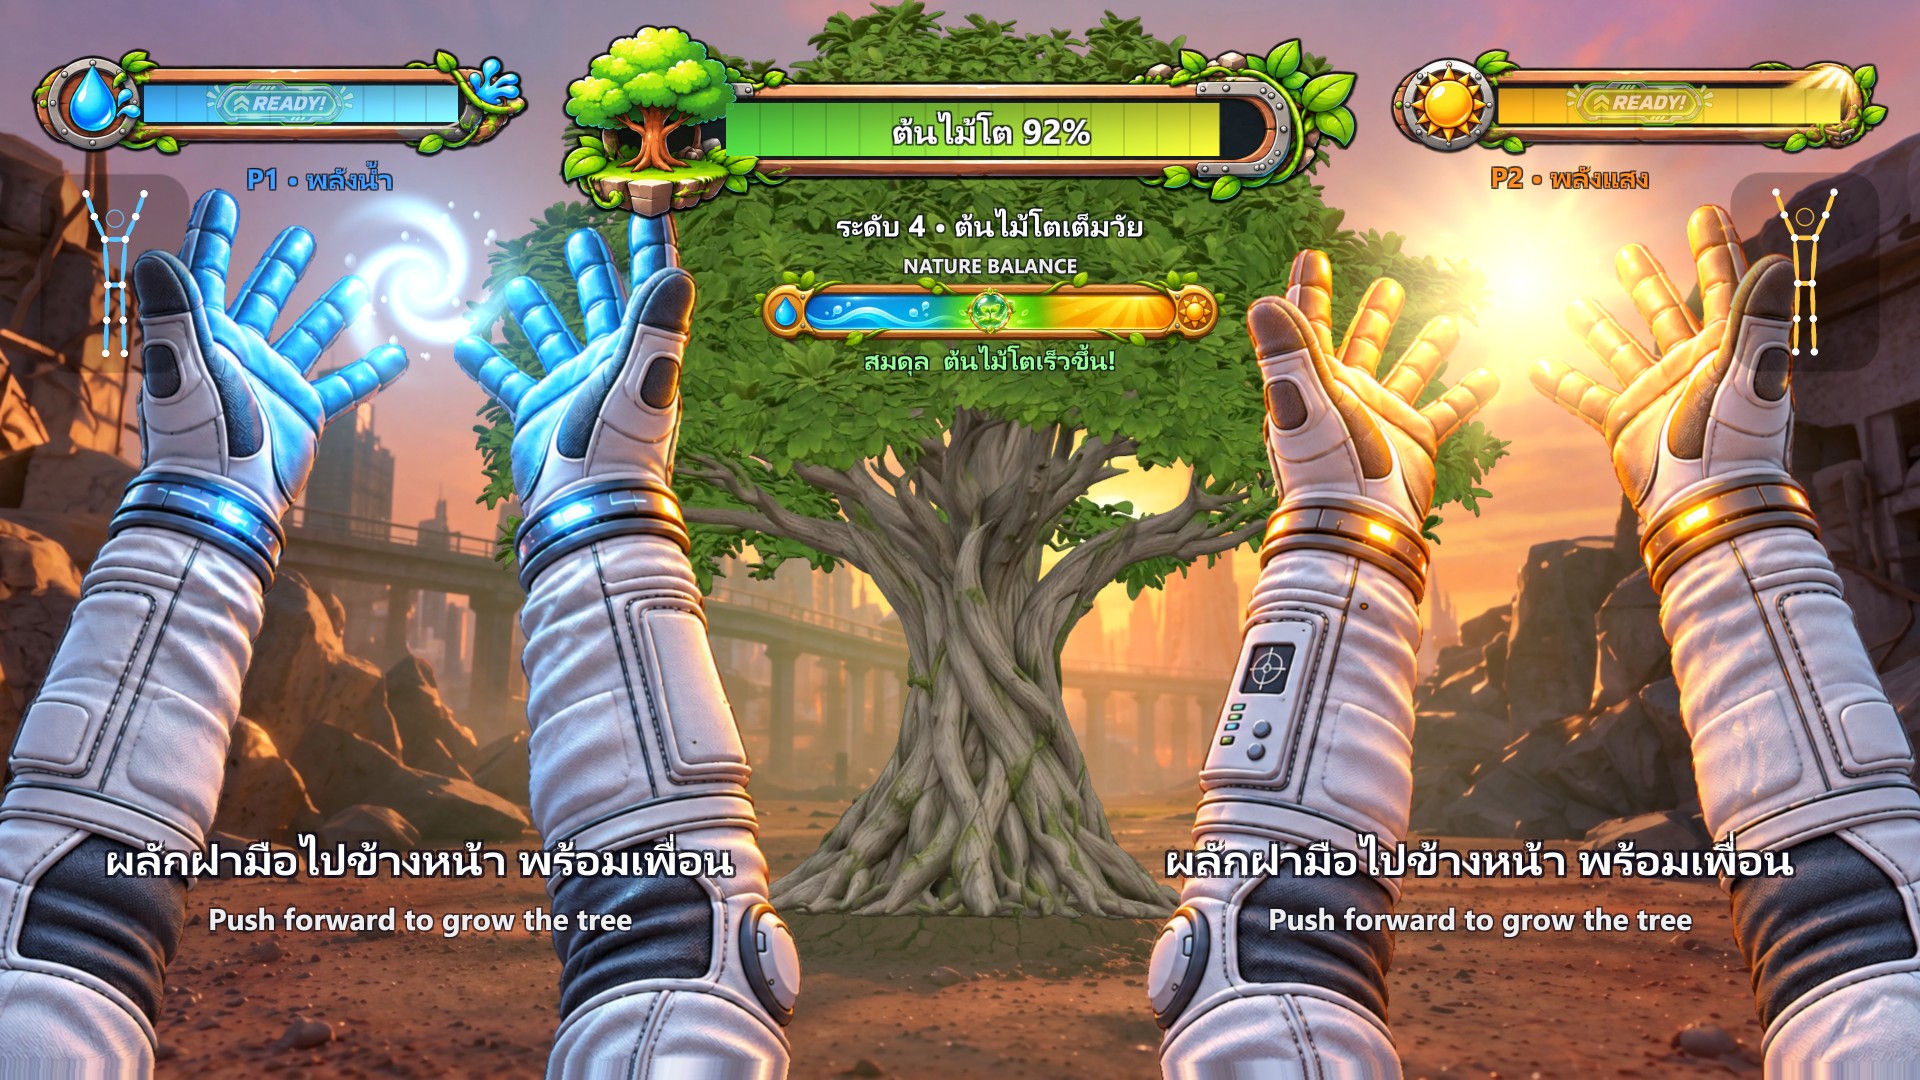 READY!
ต้นไม้โต 92%
READY!
P1 • พลังน้ำ
P2 • พลังแสง
ระดับ 4 • ต้นไม้โตเต็มวัย
NATURE BALANCE
สมดุล ต้นไม้โตเร็วขึ้น!
ผลักฝ่ามือไปข้างหน้า พร้อมเพื่อน
Push forward to grow the tree
ผลักฝ่ามือไปข้างหน้า พร้อมเพื่อน
Push forward to grow the tree